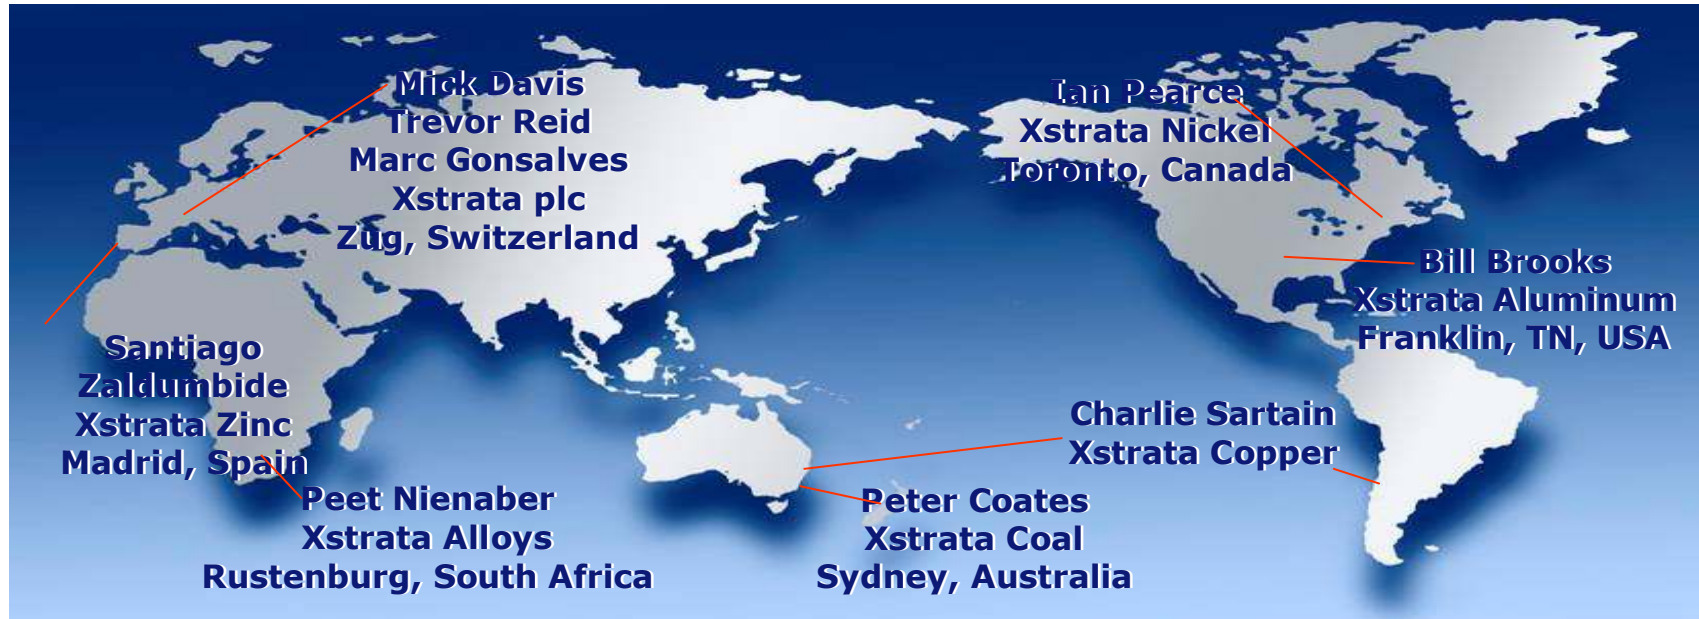 Mick Davis
Trevor Reid
Marc Gonsalves
Xstrata plc
Zug, Switzerland
Ian Pearce
Xstrata Nickel
Toronto, Canada
Bill Brooks
Xstrata Aluminum
Franklin, TN, USA
Santiago
Zaldumbide
Xstrata Zinc
Madrid, Spain
Charlie Sartain
Xstrata Copper
Peet Nienaber
Xstrata Alloys
Rustenburg, South Africa
Peter Coates
Xstrata Coal
Sydney, Australia